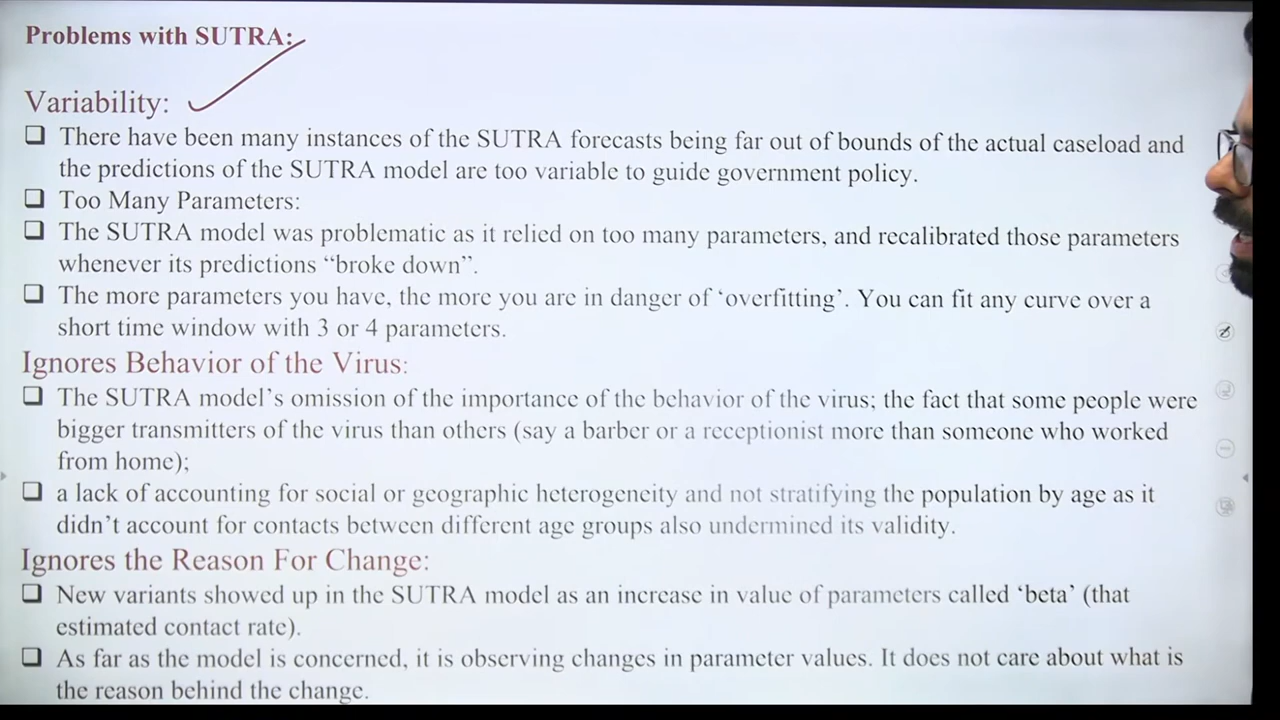 Problems with SUTRA:
Variability:
❑ There have been many instances of the SUTRA forecasts being far out of bounds of the actual caseload and
the predictions of the SUTRA model are too variable to guide government policy.
❑ Too Many Parameters:
❑ The SUTRA model was problematic as it relied on too many parameters, and recalibrated those parameters
whenever its predictions “broke down”.
❑ The more parameters you have, the more you are in danger of ‘overfitting’. You can fit any curve over a
short time window with 3 or 4 parameters.
Ignores Behavior of the Virus:
❑ The SUTRA model’s omission of the importance of the behavior of the virus; the fact that some people were
bigger transmitters of the virus than others (say a barber or a receptionist more than someone who worked
from home);
❑ a lack of accounting for social or geographic heterogeneity and not stratifying the population by age as it
didn’t account for contacts between different age groups also undermined its validity.
Ignores the Reason For Change:
❑ New variants showed up in the SUTRA model as an increase in value of parameters called ‘beta’ (that
estimated contact rate).
❑ As far as the model is concerned, it is observing changes in parameter values. It does not care about what is
the reason behind the change.